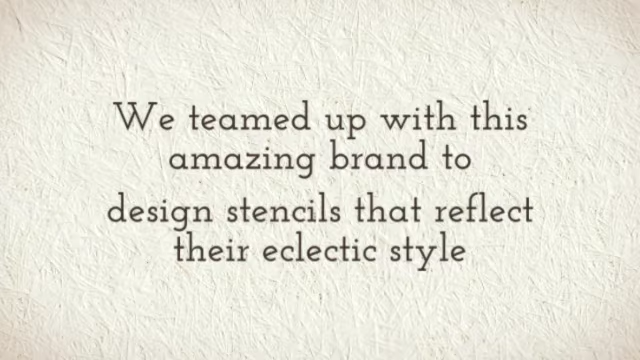 We teamed up with this
amazing brand to
design stencils that reflect
their eclectic style